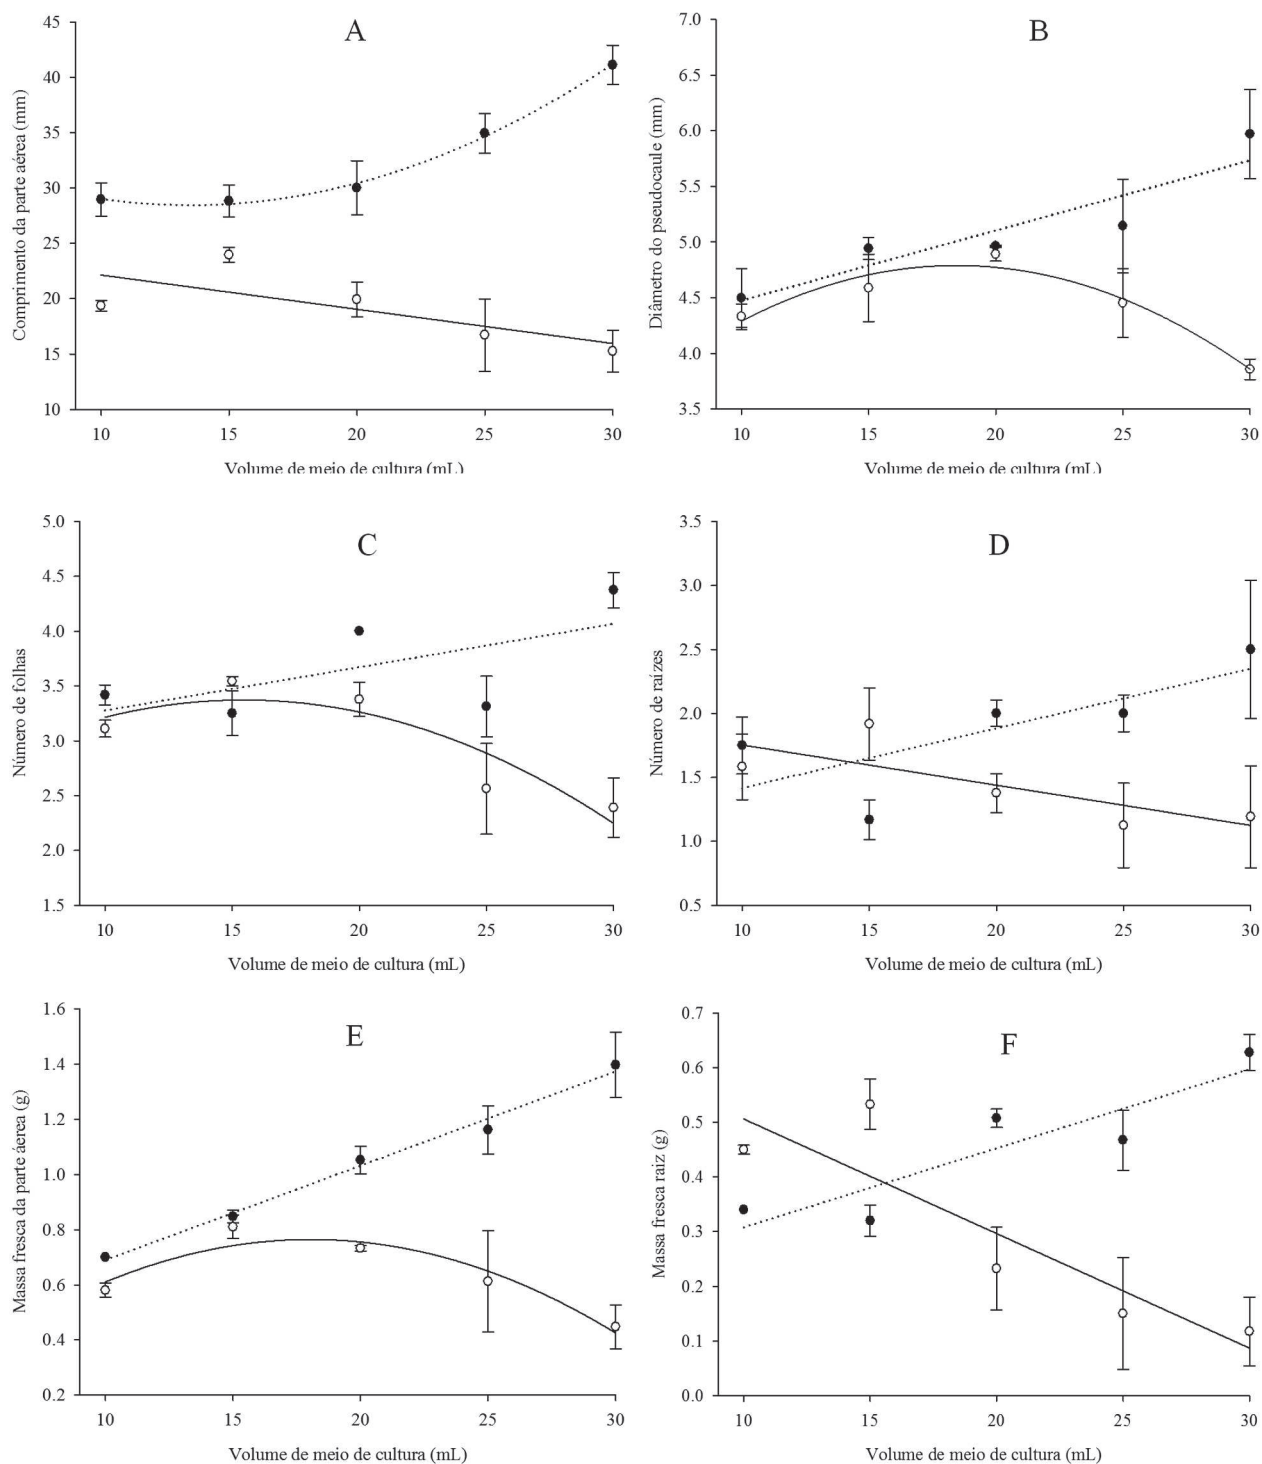 A
Comprimento da parte aérea (mm)
45
40
35
30
25
20
15
10
10 15 20 25 30
Volume de meio de cultura (mL)
B
Diâmetro do pseudocaule (mm)
7.0
6.5
6.0
5.5
5.0
4.5
4.0
3.5
10 15 20 25 30
Volume de meio de cultura (mL)
C
Número de folhas
5.0
4.5
4.0
3.5
3.0
2.5
2.0
1.5
10 15 20 25 30
Volume de meio de cultura (mL)
D
Número de raízes
3.5
3.0
2.5
2.0
1.5
1.0
0.5
10 15 20 25 30
Volume de meio de cultura (mL)
E
Massa fresca da parte áerea (g)
1.6
1.4
1.2
1.0
0.8
0.6
0.4
0.2
10 15 20 25 30
Volume de meio de cultura (mL)
F
Massa fresca raiz (g)
0.7
0.6
0.5
0.4
0.3
0.2
0.1
0.0
10 15 20 25 30
Volume de meio de cultura (mL)